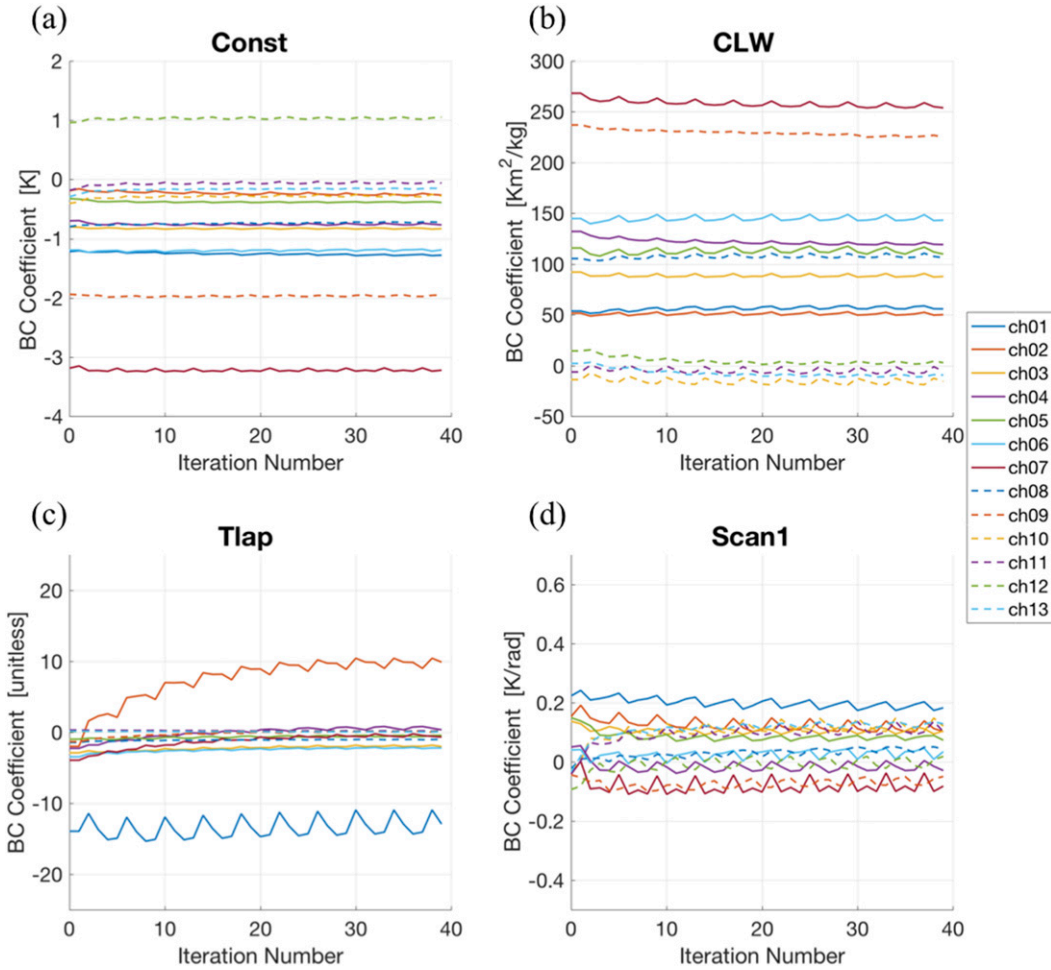 (a)
Const
BC Coefficient [K]
2
1
0
-1
-2
-3
-4
0 10 20 30 40
Iteration Number
(b)
CLW
BC Coefficient [Km²/kg]
300
250
200
150
100
50
0
-50
0 10 20 30 40
Iteration Number
ch01
ch02
ch03
ch04
ch05
ch06
ch07
ch08
ch09
ch10
ch11
ch12
ch13
(c)
Tlap
BC Coefficient [unitless]
20
10
0
-10
-20
0 10 20 30 40
Iteration Number
(d)
Scan1
BC Coefficient [K/rad]
0.6
0.4
0.2
0
-0.2
-0.4
0 10 20 30 40
Iteration Number